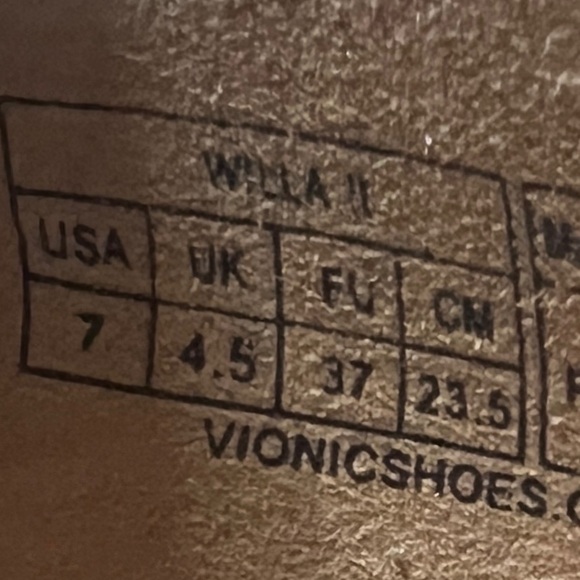 WILLA II
USA UK EU CM
7 4.5 37 23.5
VIONICSHOES.